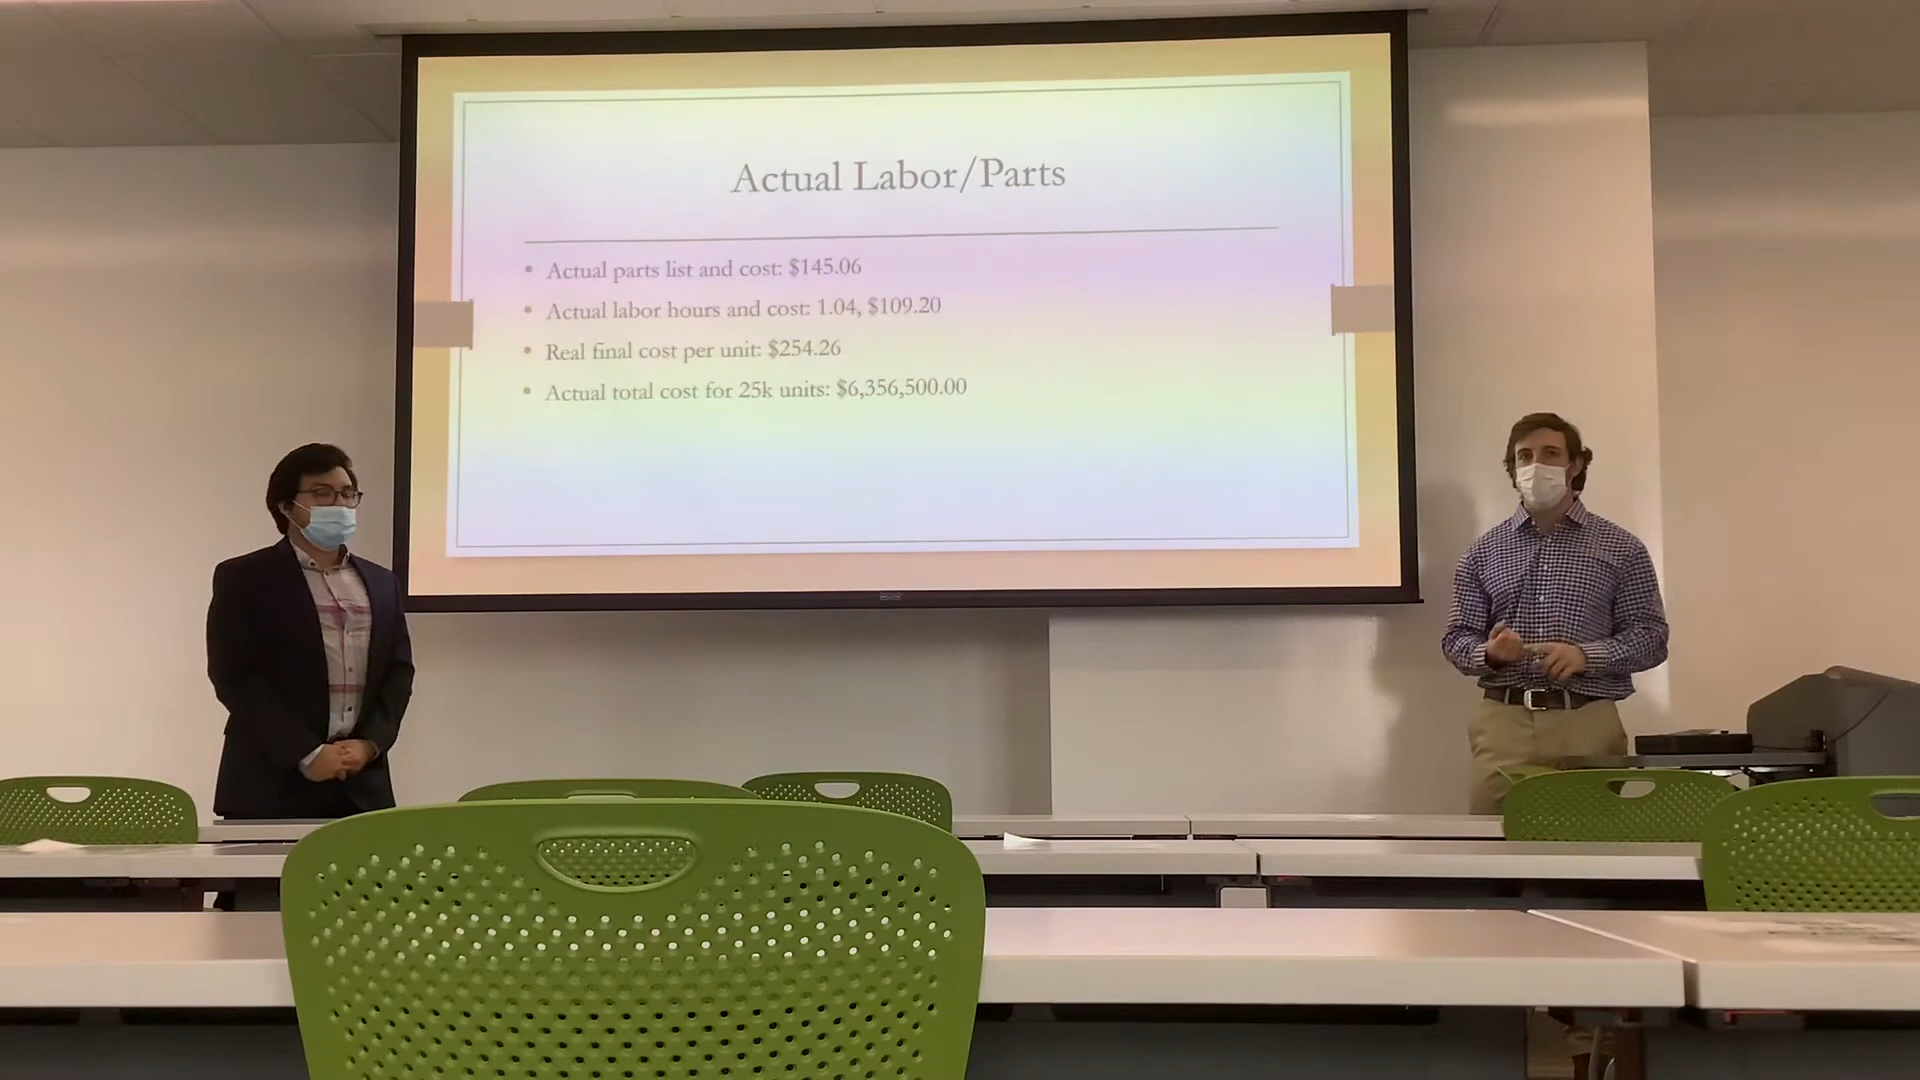 Actual Labor/Parts
• Actual parts list and cost: $145.06
• Actual labor hours and cost: 1.04, $109.20
• Real final cost per unit: $254.26
• Actual total cost for 25k units: $6,356,500.00